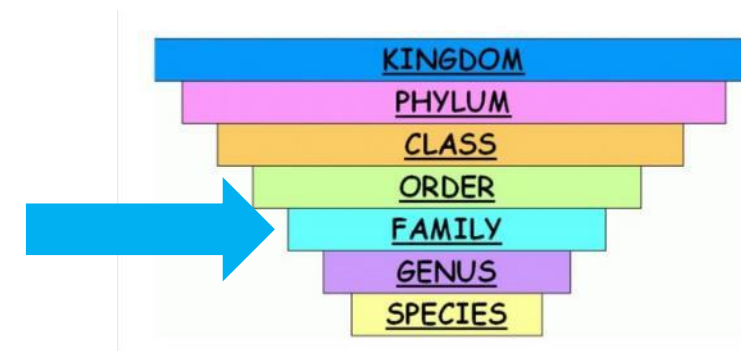 KINGDOM
PHYLUM
CLASS
ORDER
FAMILY
GENUS
SPECIES